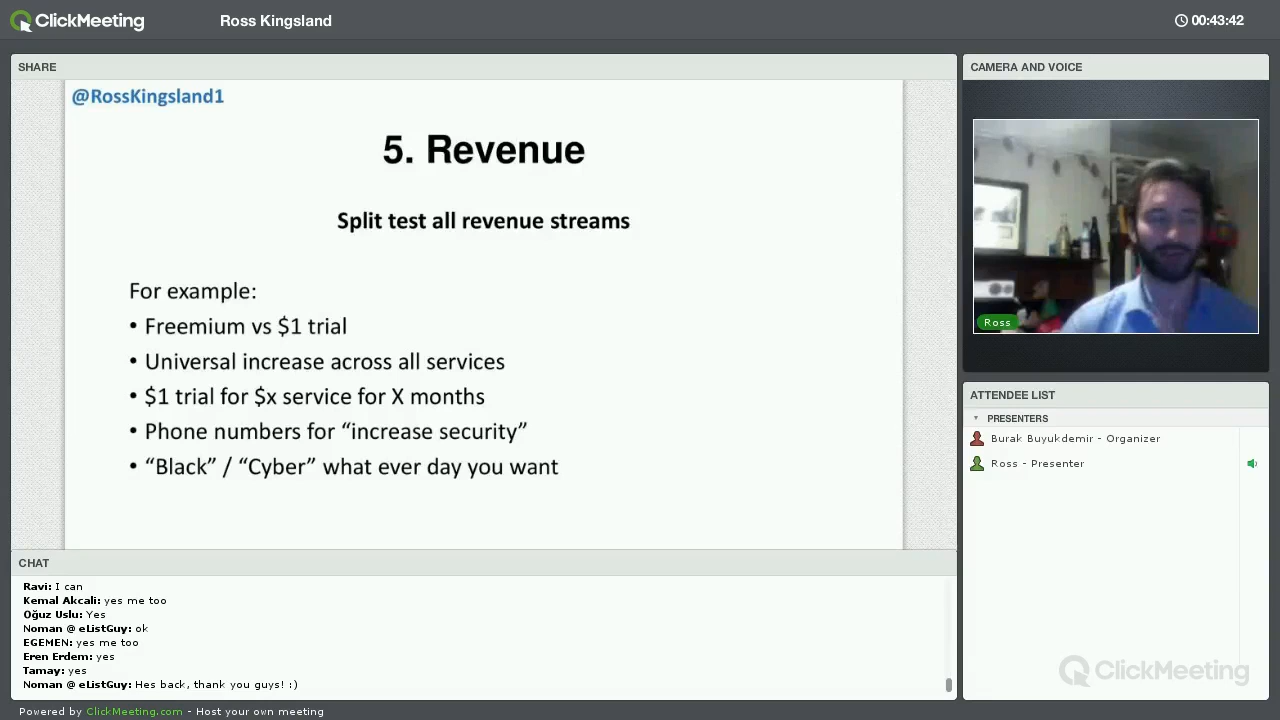 ClickMeeting
Ross Kingsland
00:43:42
SHARE
@RossKingsland1
5. Revenue
Split test all revenue streams
For example:
• Freemium vs $1 trial
• Universal increase across all services
• $1 trial for $x service for X months
• Phone numbers for “increase security”
• “Black” / “Cyber” what ever day you want
CAMERA AND VOICE
Ross
ATTENDEE LIST
PRESENTERS
Burak Buyukdemir - Organizer
Ross - Presenter
CHAT
Ravi: I can
Kemal Akcali: yes me too
Oğuz Uslu: Yes
Noman @ eListGuy: ok
EGEMEN: yes me too
Eren Erdem: yes
Tamay: yes
Noman @ eListGuy: Hes back, thank you guys! :)
ClickMeeting
Powered by ClickMeeting.com - Host your own meeting